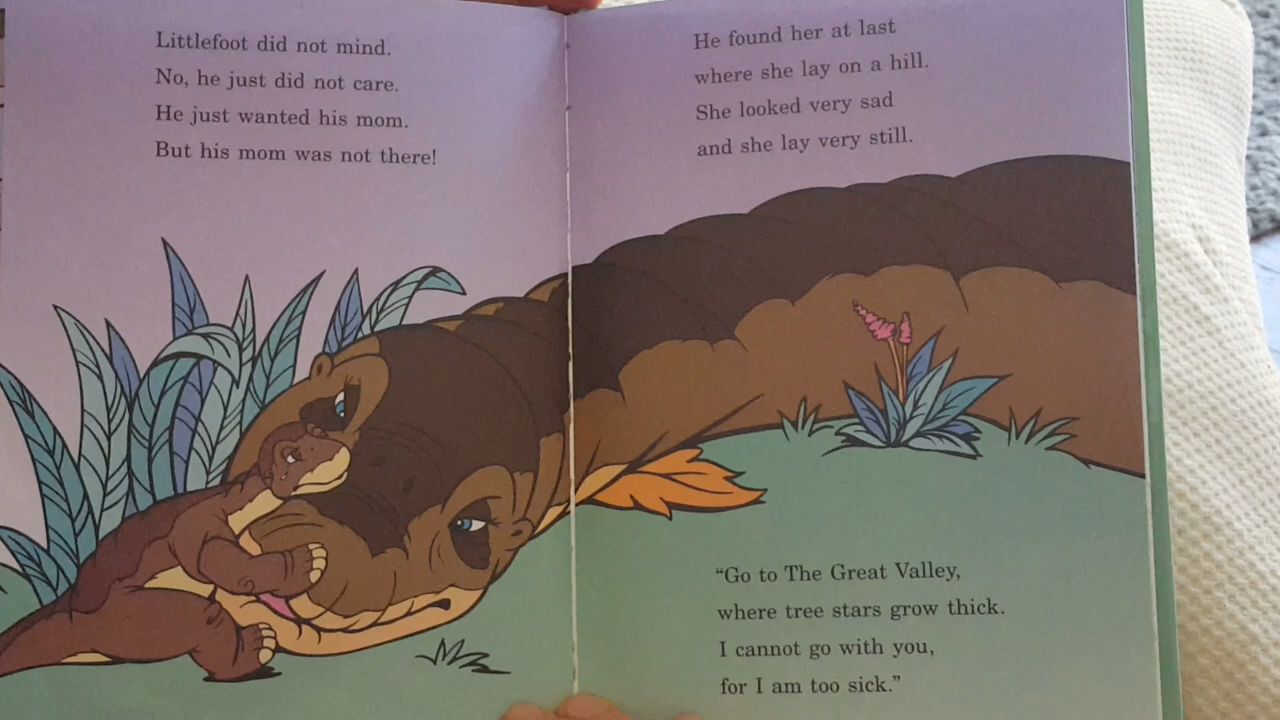 Littlefoot did not mind.
No, he just did not care.
He just wanted his mom.
But his mom was not there!
He found her at last
where she lay on a hill.
She looked very sad
and she lay very still.
“Go to The Great Valley,
where tree stars grow thick.
I cannot go with you,
for I am too sick.”